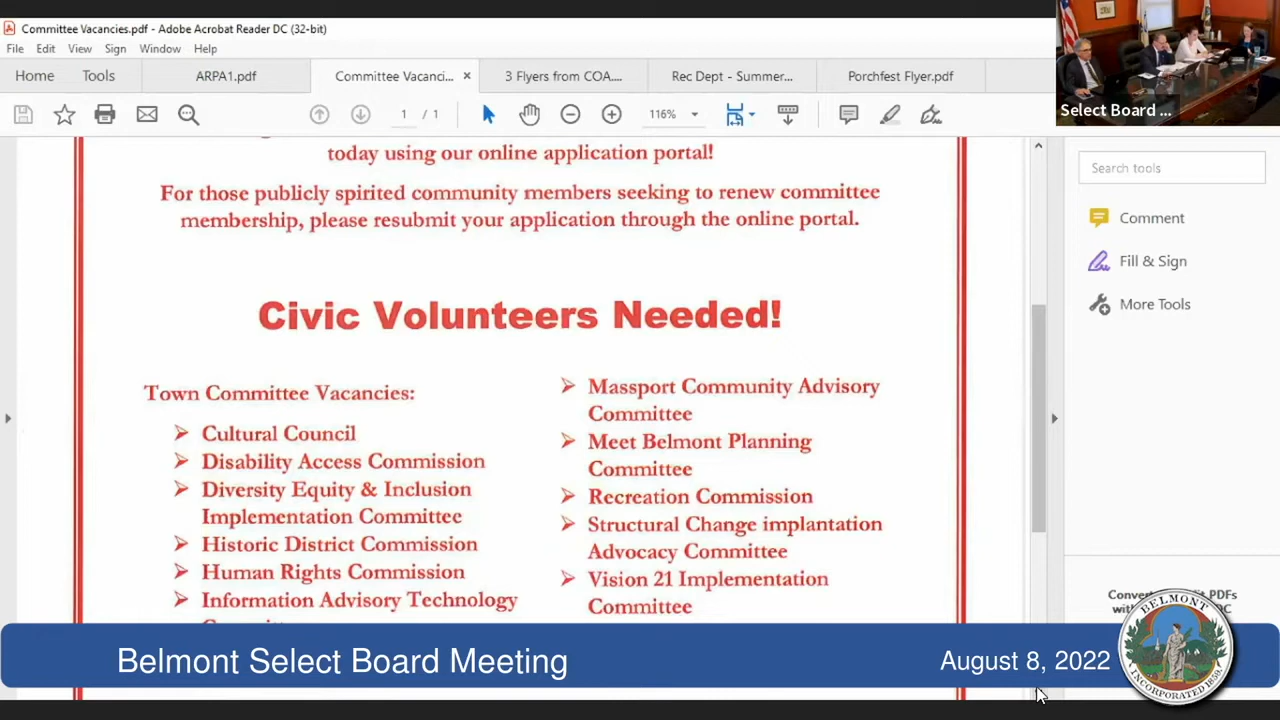 Committee Vacancies.pdf - Adobe Acrobat Reader DC (32-bit)
File Edit View Sign Window Help
Home Tools ARPA1.pdf Committee Vacanci... × 3 Flyers from COA.... Rec Dept - Summer... Porchfest Flyer.pdf
1 / 1 116%
Select Board ...
today using our online application portal!
For those publicly spirited community members seeking to renew committee
membership, please resubmit your application through the online portal.
Civic Volunteers Needed!
Town Committee Vacancies:
➢ Cultural Council
➢ Disability Access Commission
➢ Diversity Equity & Inclusion
Implementation Committee
➢ Historic District Commission
➢ Human Rights Commission
➢ Information Advisory Technology
➢ Massport Community Advisory
Committee
➢ Meet Belmont Planning
Committee
➢ Recreation Commission
➢ Structural Change implantation
Advocacy Committee
➢ Vision 21 Implementation
Committee
Search tools
Comment
Fill & Sign
More Tools
Belmont Select Board Meeting
August 8, 2022
BELMONT
INCORPORATED 1859